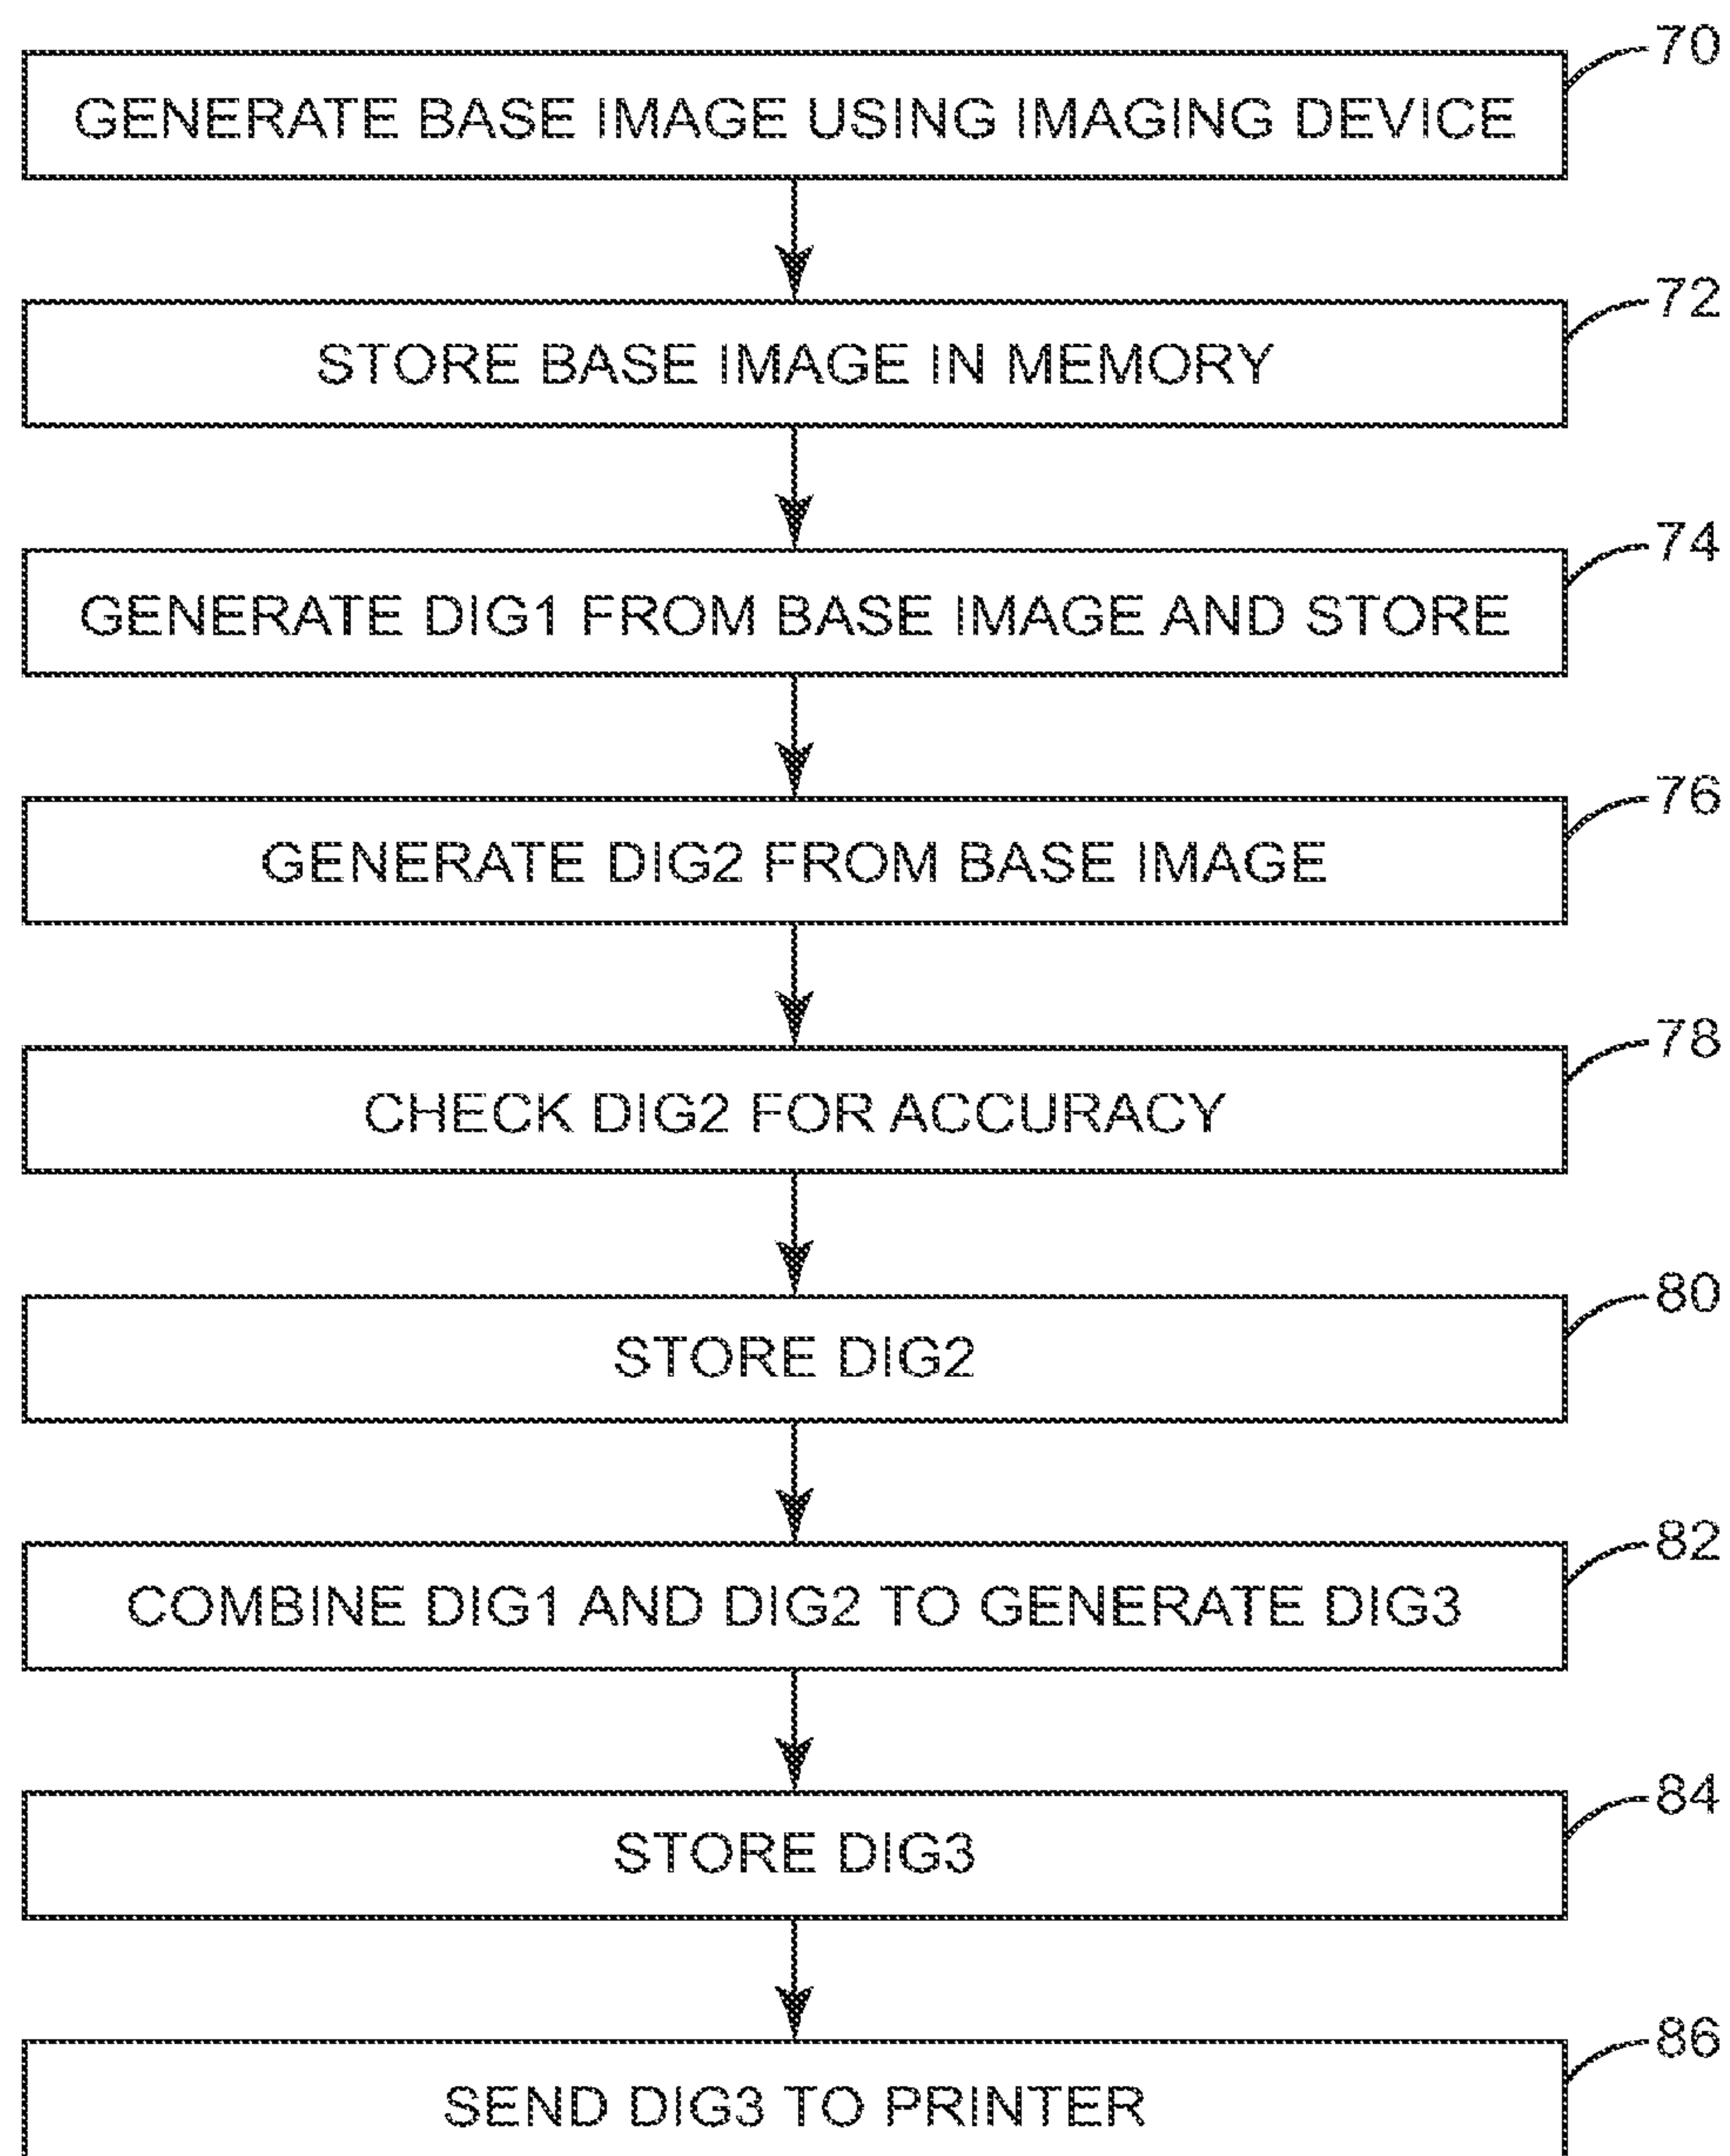 70
GENERATE BASE IMAGE USING IMAGING DEVICE
72
STORE BASE IMAGE IN MEMORY
74
GENERATE DIG1 FROM BASE IMAGE AND STORE
76
GENERATE DIG2 FROM BASE IMAGE
78
CHECK DIG2 FOR ACCURACY
80
STORE DIG2
82
COMBINE DIG1 AND DIG2 TO GENERATE DIG3
84
STORE DIG3
86
SEND DIG3 TO PRINTER